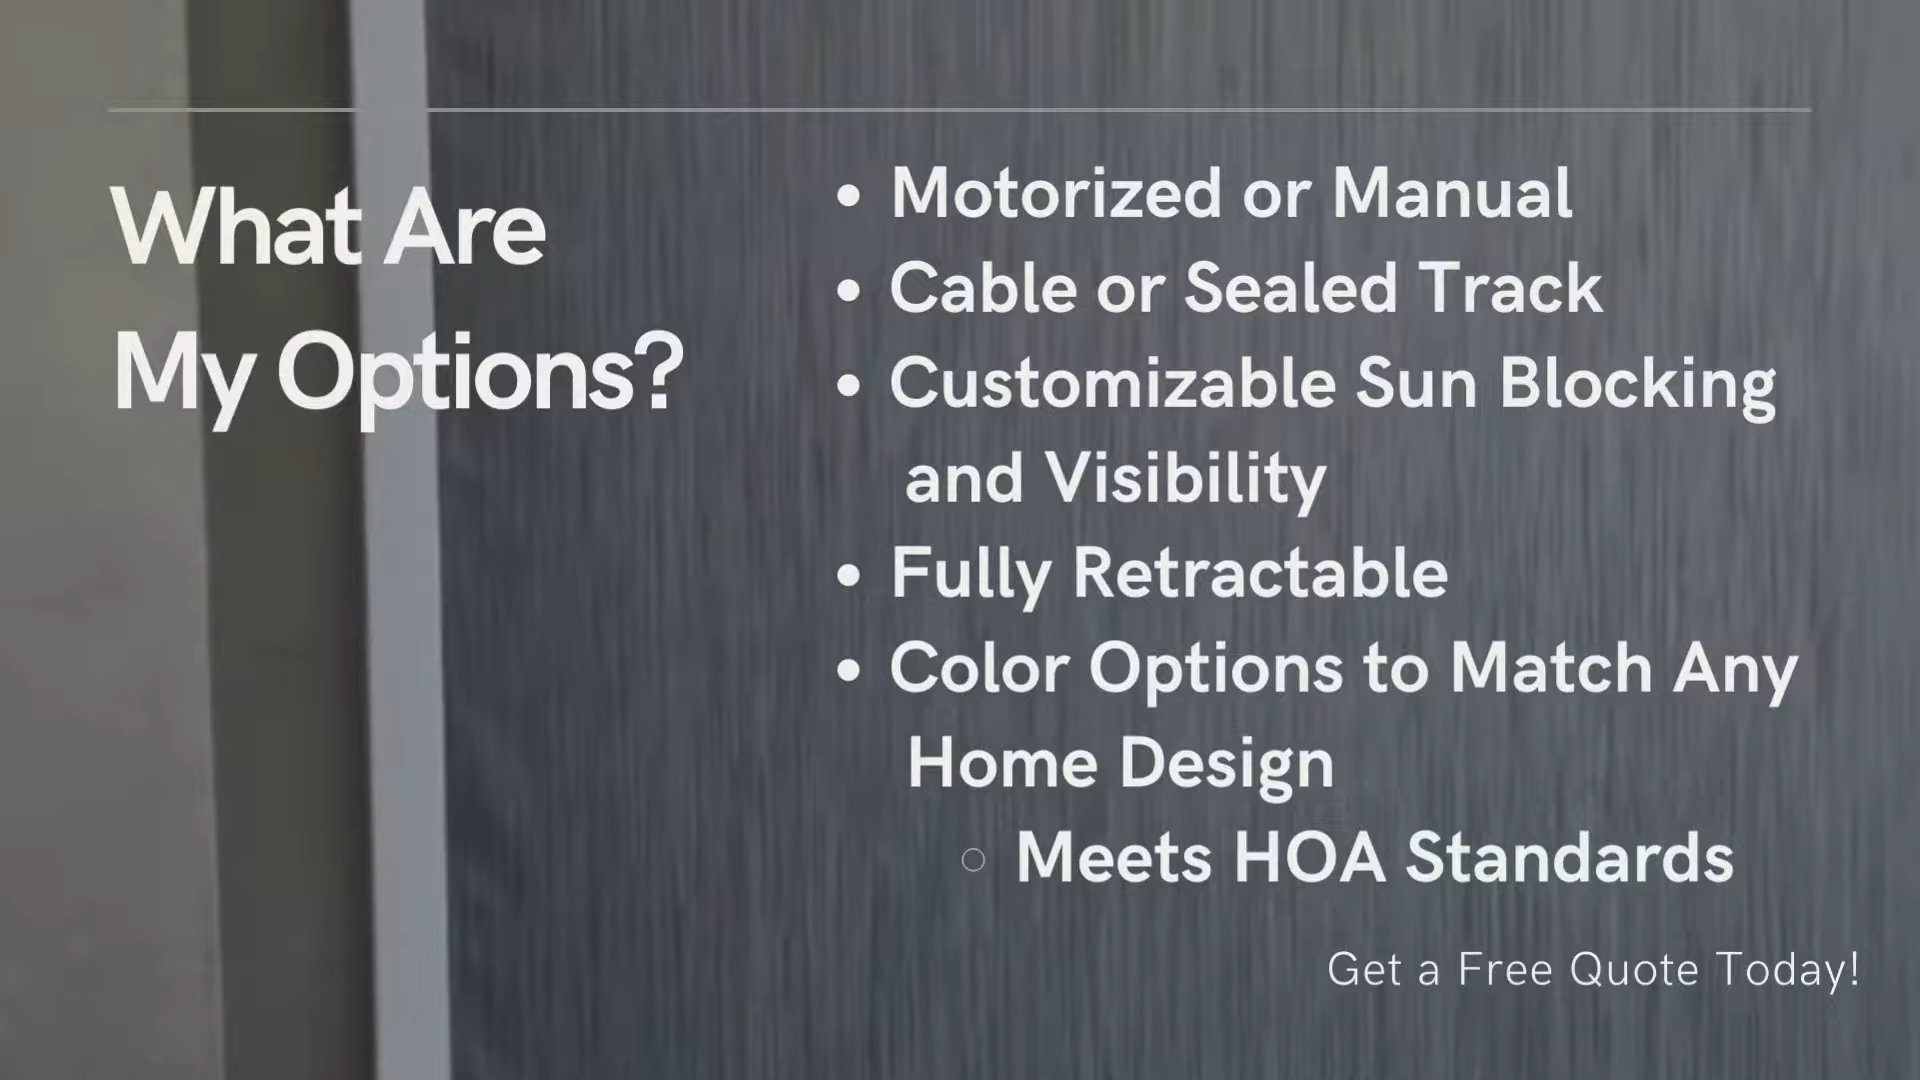 What Are
My Options?
• Motorized or Manual
• Cable or Sealed Track
• Customizable Sun Blocking
and Visibility
• Fully Retractable
• Color Options to Match Any
Home Design
○ Meets HOA Standards
Get a Free Quote Today!